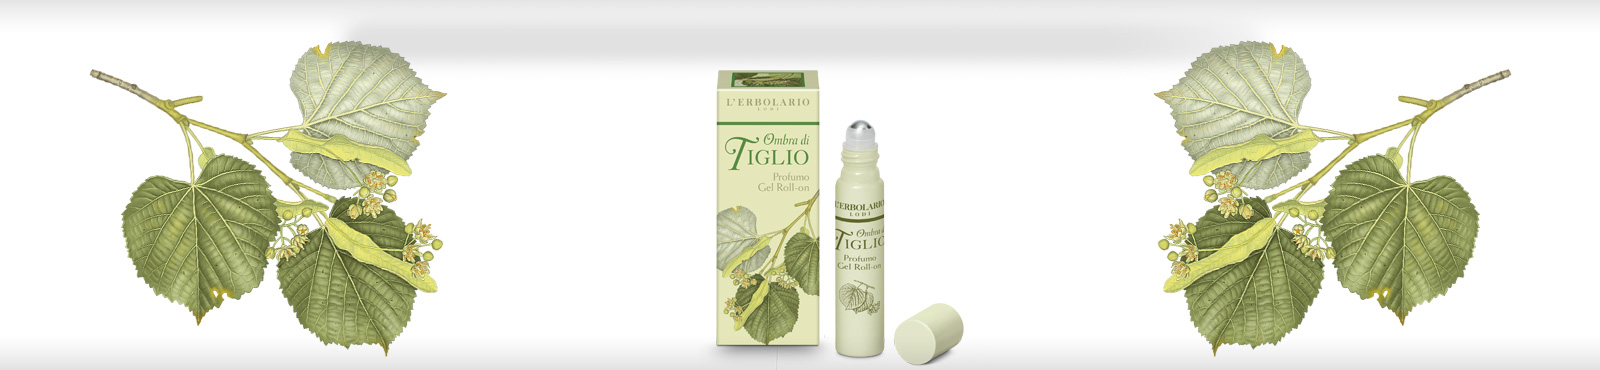 L'ERBOLARIO
LODI
Ombra di
TIGLIO
Profumo
Gel Roll-on
L'ERBOLARIO
LODI
Ombra di
TIGLIO
Profumo
Gel Roll-on